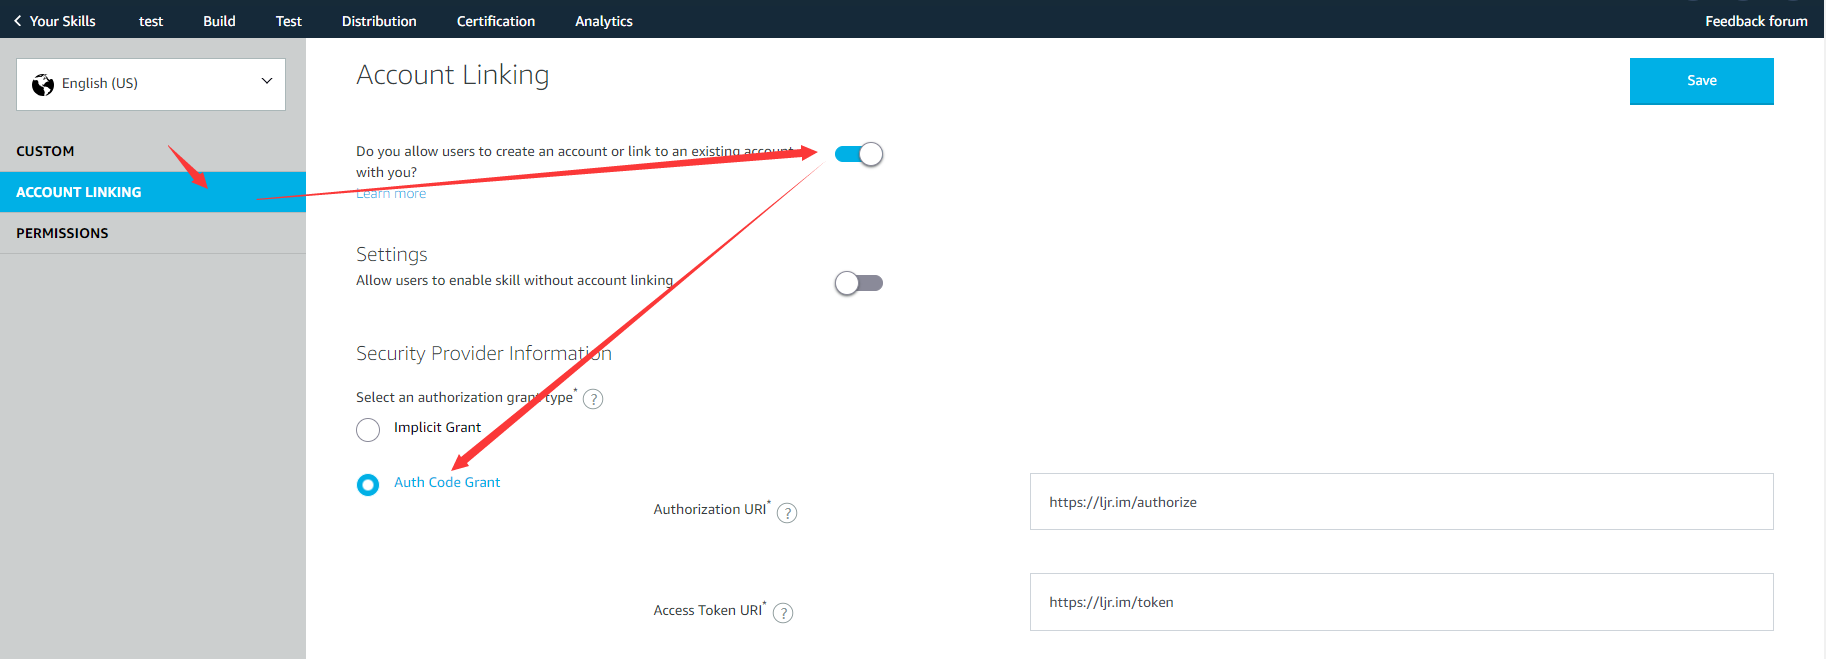 Your Skills test Build Test Distribution Certification Analytics Feedback forum
English (US)
CUSTOM
ACCOUNT LINKING
PERMISSIONS
Account Linking
Save
Do you allow users to create an account or link to an existing account
with you?
Learn more
Settings
Allow users to enable skill without account linking
Security Provider Information
Select an authorization grant type* ?
Implicit Grant
Auth Code Grant
Authorization URI* ? https://ljr.im/authorize
Access Token URI* ? https://ljr.im/token